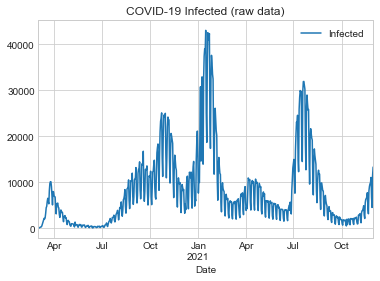 COVID-19 Infected (raw data)
Infected
40000
30000
20000
10000
0
Apr Jul Oct Jan Apr Jul Oct
2021
Date